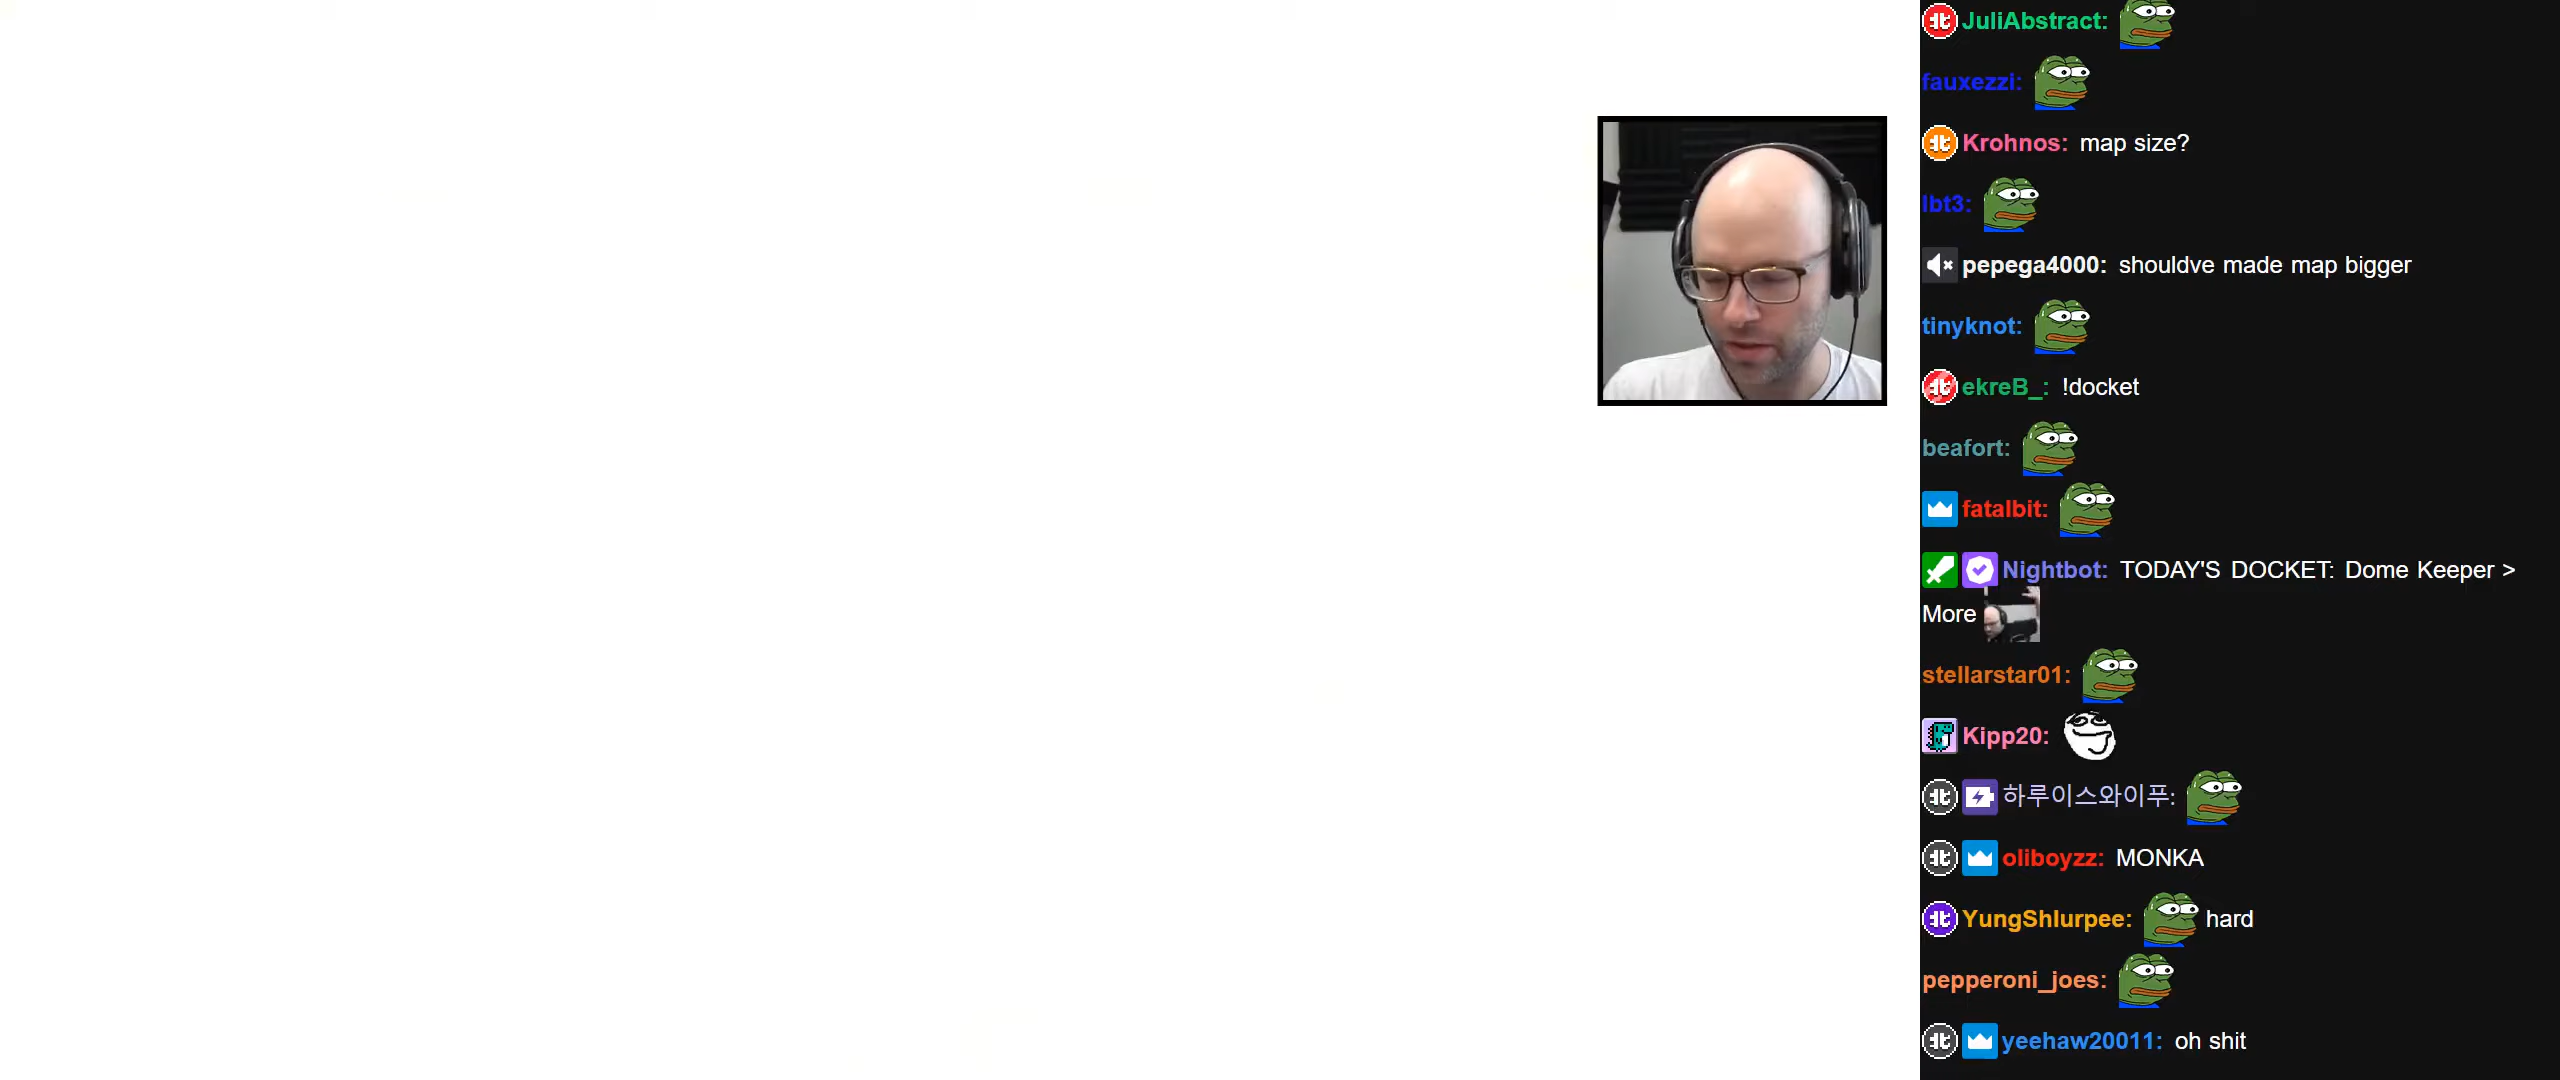 JuliAbstract:
fauxezzi:
Krohnos: map size?
lbt3:
pepega4000: shouldve made map bigger
tinyknot:
ekreB_: !docket
beafort:
fatalbit:
Nightbot: TODAY'S DOCKET: Dome Keeper >
More
stellarstar01:
Kipp20:
하루이스와이푸:
oliboyzz: MONKA
YungShlurpee: hard
pepperoni_joes:
yeehaw20011: oh shit